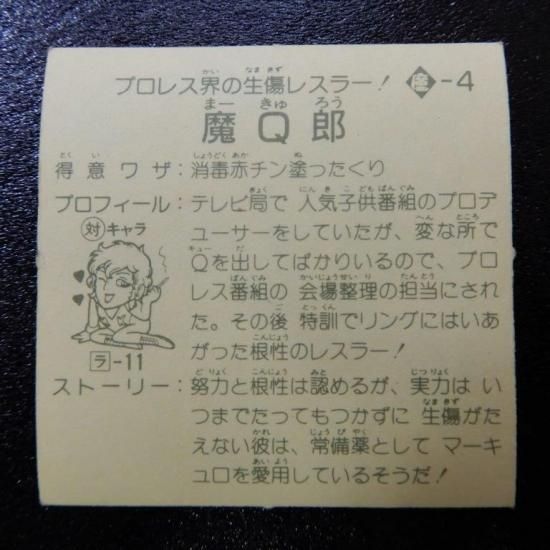 プロレス界の生傷レスラー！ -4
魔Q郎
得意ワザ：消毒赤チン塗ったくり
プロフィール：テレビ局で 人気子供番組のプロデ
ューサーをしていたが、変な所で
Qを出してばかりいるので、プロ
レス番組の 会場整理の担当にされ
た。その後 特訓でリングにはいあ
がった根性のレスラー！
対キャラ
ラ-11
ストーリー：努力と根性は認めるが、実力は い
つまでたってもつかずに 生傷がた
えない彼は、常備薬として マーキ
ュロを愛用しているそうだ！